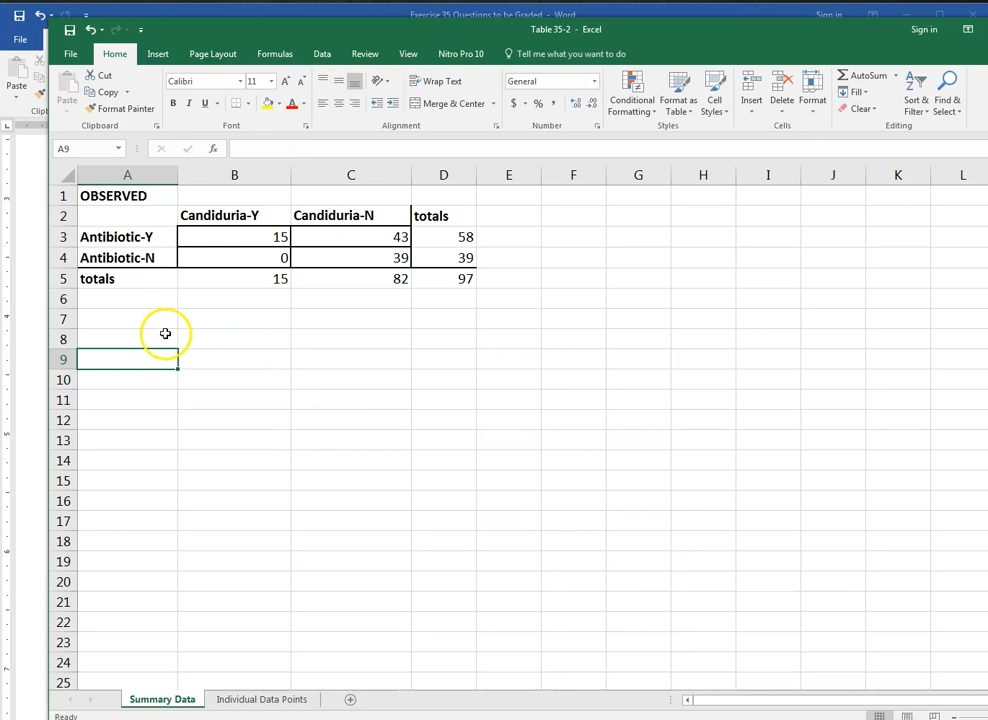 Exercise 35 Questions to be Graded - Word Sign in
Table 35-2 - Excel Sign in
File
File Home Insert Page Layout Formulas Data Review View Nitro Pro 10 Tell me what you want to do
Paste
Paste
Cut
Copy
Format Painter
Clipboard
Calibri 11 A A
B I U A
Font
Wrap Text
Merge & Center
Alignment
General
$ % , .0 .00
Number
Conditional Formatting
Format as Table
Cell Styles
Styles
Insert Delete Format
Cells
AutoSum
Fill
Clear
Sort & Filter
Find & Select
Editing
A9 fx
A B C D E F G H I J K L
1 OBSERVED
2 Candiduria-Y Candiduria-N totals
3 Antibiotic-Y 15 43 58
4 Antibiotic-N 0 39 39
5 totals 15 82 97
6
7
8
9
10
11
12
13
14
15
16
17
18
19
20
21
22
23
24
25
Summary Data Individual Data Points
Ready